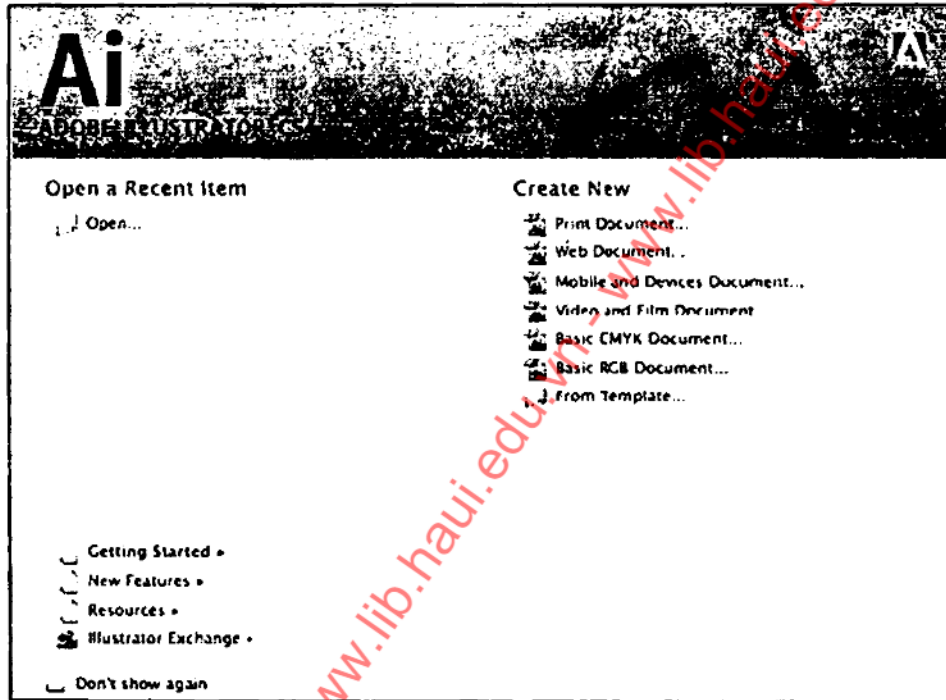 Ai
ADOBE ILLUSTRATOR CS
Open a Recent Item
Open...
Create New
Print Document...
Web Document...
Mobile and Devices Document...
Video and Film Document
Basic CMYK Document...
Basic RGB Document...
From Template...
Getting Started
New Features
Resources
Illustrator Exchange
Don't show again
www.lib.haui.edu.vn - www.lib.haui.edu